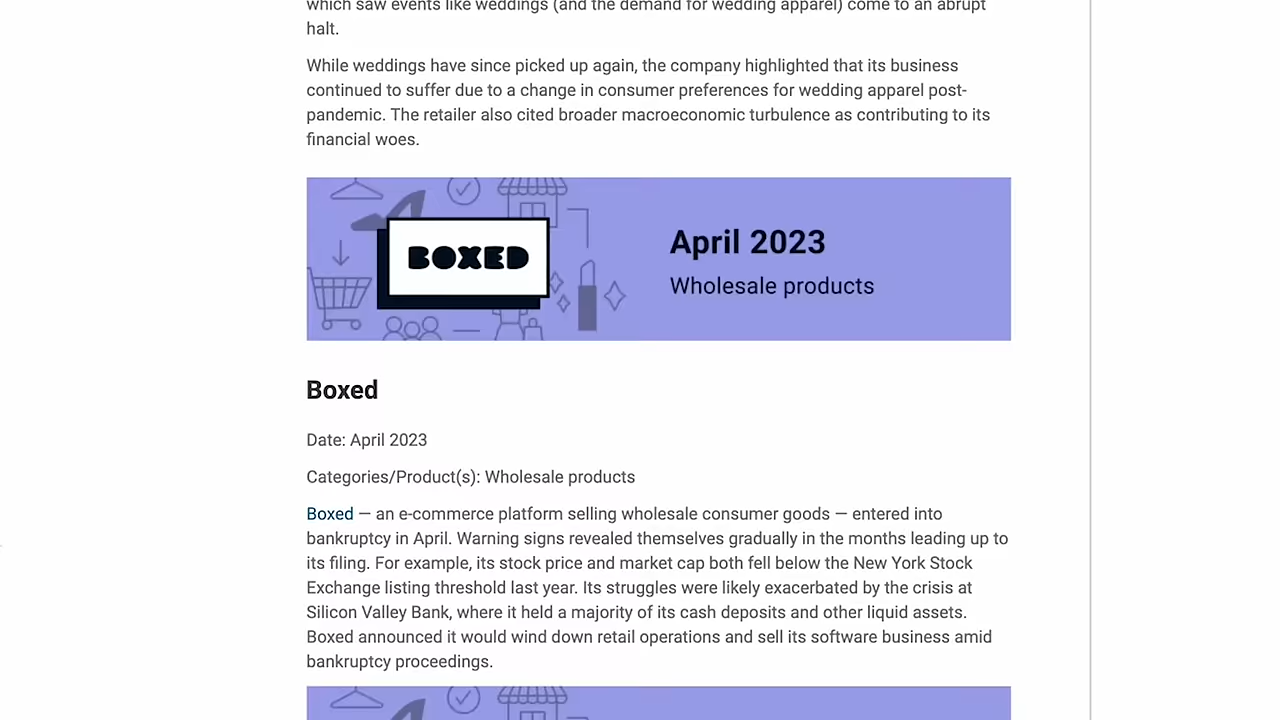 which saw events like weddings (and the demand for wedding apparel) come to an abrupt
halt.
While weddings have since picked up again, the company highlighted that its business
continued to suffer due to a change in consumer preferences for wedding apparel post-
pandemic. The retailer also cited broader macroeconomic turbulence as contributing to its
financial woes.
BOXED
April 2023
Wholesale products
Boxed
Date: April 2023
Categories/Product(s): Wholesale products
Boxed — an e-commerce platform selling wholesale consumer goods — entered into
bankruptcy in April. Warning signs revealed themselves gradually in the months leading up to
its filing. For example, its stock price and market cap both fell below the New York Stock
Exchange listing threshold last year. Its struggles were likely exacerbated by the crisis at
Silicon Valley Bank, where it held a majority of its cash deposits and other liquid assets.
Boxed announced it would wind down retail operations and sell its software business amid
bankruptcy proceedings.